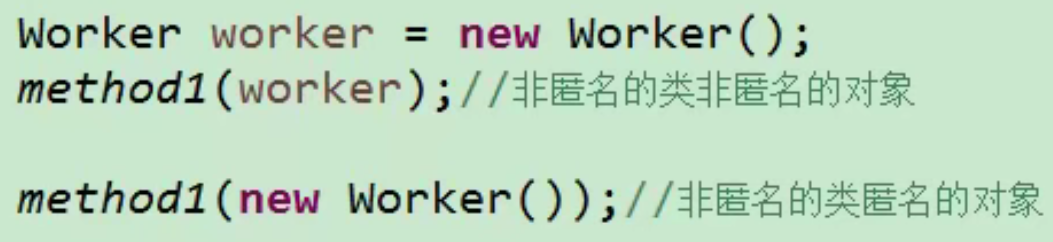 Worker worker = new Worker();
method1(worker);//非匿名的类非匿名的对象
method1(new Worker());//非匿名的类匿名的对象